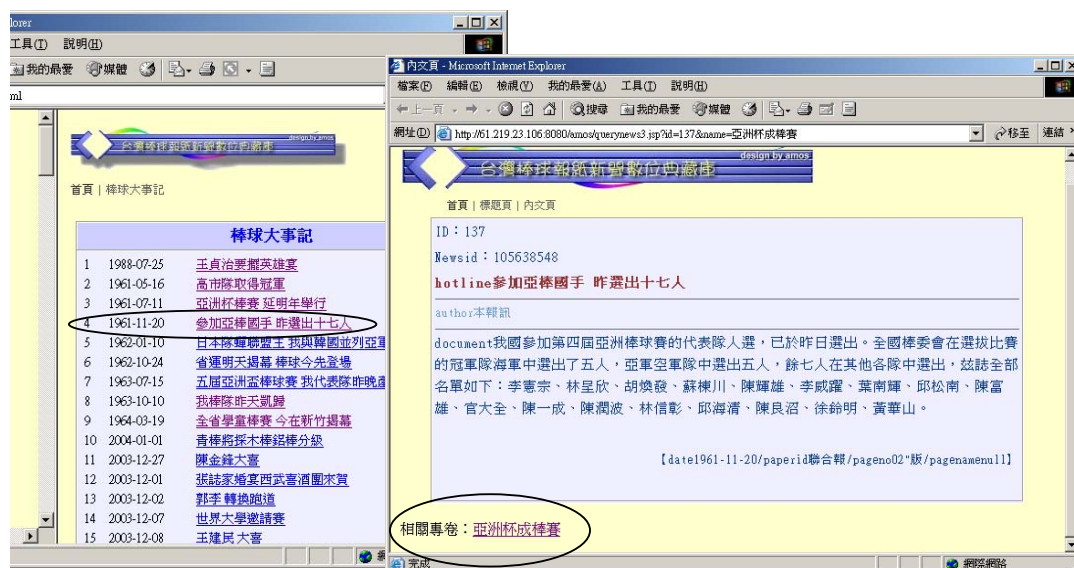 lorer
工具(T) 說明(H)
我的最愛 媒體
ml
design by amos
台灣棒球報紙新聞數位典藏庫
首頁 | 棒球大事記
棒球大事記
1 1988-07-25 王貞治要擺英雄宴
2 1961-05-16 高市隊取得冠軍
3 1961-07-11 亞洲杯棒賽 延明年舉行
4 1961-11-20 參加亞棒國手 昨選出十七人
5 1962-01-10 日本隊蟬聯盟主 我與韓國並列亞軍
6 1962-10-24 省運明天揭幕 棒球今先登場
7 1963-07-15 五屆亞洲盃棒球賽 我代表隊昨晚
8 1963-10-10 我棒隊昨天凱歸
9 1964-03-19 全省學童棒賽 今在新竹揭幕
10 2004-01-01 青棒將採木棒鋁棒分級
11 2003-12-27 陳金鋒大喜
12 2003-12-01 張誌家婚宴西武喜酒團來賀
13 2003-12-02 郭李 轉換跑道
14 2003-12-07 世界大學邀請賽
15 2003-12-08 王建民大喜
內文頁 - Microsoft Internet Explorer
檔案(F) 編輯(E) 檢視(V) 我的最愛(A) 工具(T) 說明(H)
上一頁 搜尋 我的最愛 媒體
網址(D) http://61.219.23.106:8080/amos/querynews3.jsp?id=137&name=亞洲杯成棒賽 移至 連結 »
design by amos
台灣棒球報紙新聞數位典藏庫
首頁 | 標題頁 | 內文頁
ID：137
Newsid：105638548
hotline參加亞棒國手 昨選出十七人
author本報訊
document我國參加第四屆亞洲棒球賽的代表隊人選，已於昨日選出。全國棒委會在選拔比賽
的冠軍隊海軍中選出了五人，亞軍空軍隊中選出五人，餘七人在其他各隊中選出，茲誌全部
名單如下：李憲宗、林呈欣、胡煥發、蘇棟川、陳輝雄、李威躍、葉南輝、邱松南、陳富
雄、官大全、陳一成、陳潤波、林信彰、邱海清、陳良沼、徐錦明、黃華山。
【date1961-11-20/paperid聯合報/pageno02"版/pagenamenull】
相關專卷：亞洲杯成棒賽
完成 網際網路